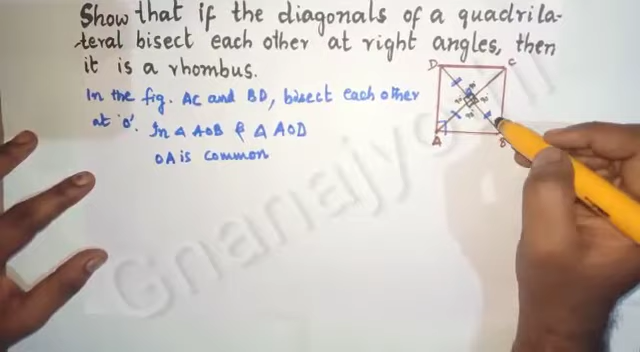 Show that if the diagonals of a quadrila-
teral bisect each other at right angles, then
it is a rhombus.
In the fig. AC and BD, bisect each other
at 'O'. In △ AOB & △ AOD
OA is common
D C
A B
Gnanajyothi